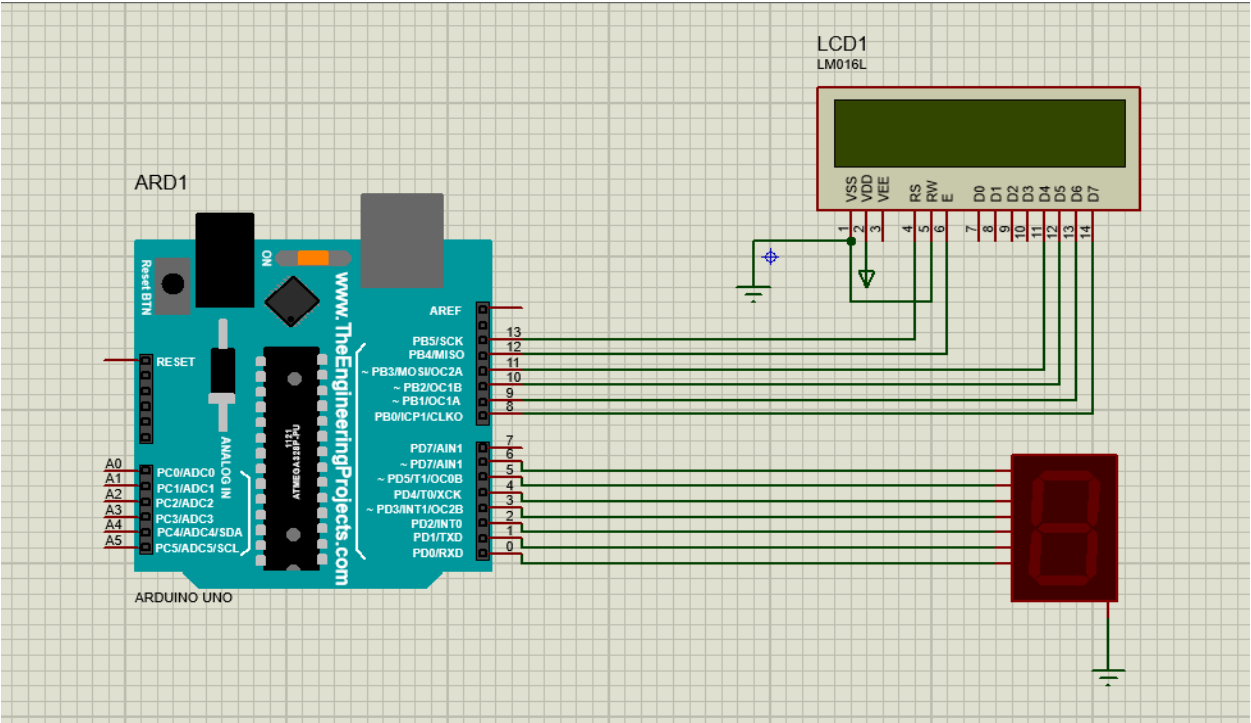 LCD1
LM016L
VSS
VDD
VEE
RS
RW
E
D0
D1
D2
D3
D4
D5
D6
D7
1
2
3
4
5
6
7
8
9
10
11
12
13
14
ARD1
Reset BTN
ON
www.TheEngineeringProjects.com
AREF
PB5/SCK 13
PB4/MISO 12
~ PB3/MOSI/OC2A 11
~ PB2/OC1B 10
~ PB1/OC1A 9
PB0/ICP1/CLKO 8
RESET
1121
ATMEGA328P-PU
ANALOG IN
PD7/AIN1 7
~ PD7/AIN1 6
~ PD5/T1/OC0B 5
PD4/T0/XCK 4
~ PD3/INT1/OC2B 3
PD2/INT0 2
PD1/TXD 1
PD0/RXD 0
A0 PC0/ADC0
A1 PC1/ADC1
A2 PC2/ADC2
A3 PC3/ADC3
A4 PC4/ADC4/SDA
A5 PC5/ADC5/SCL
ARDUINO UNO